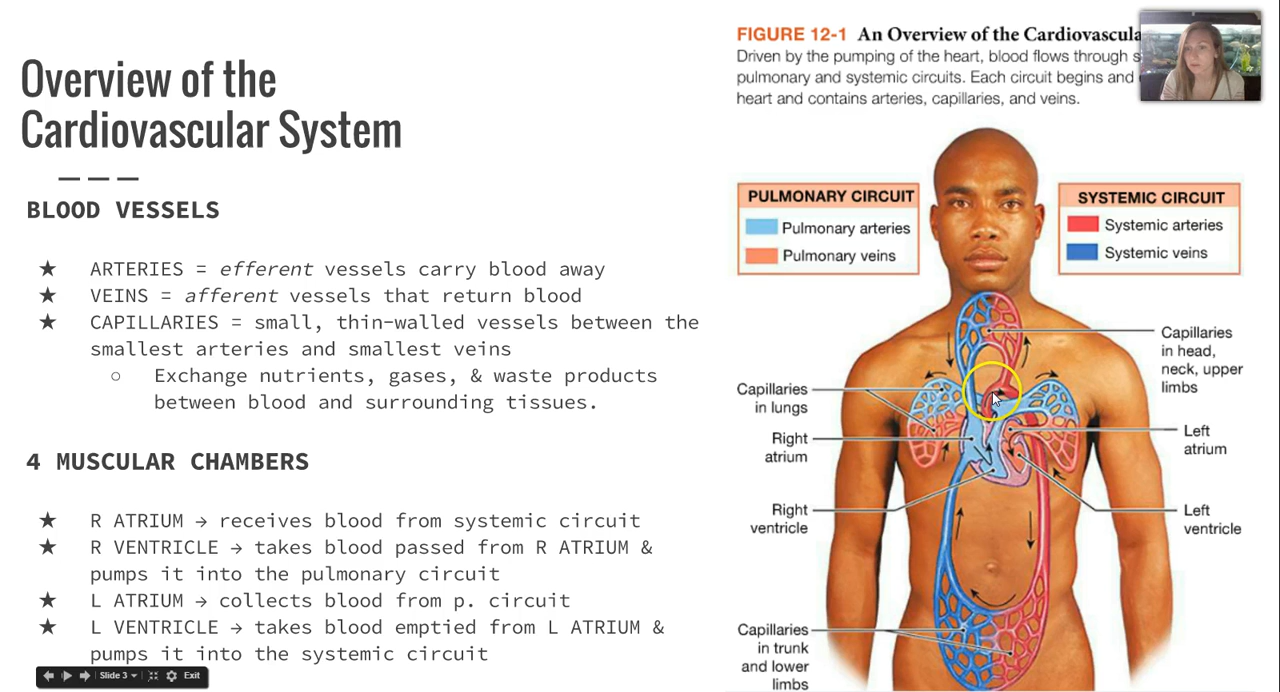 Overview of the
Cardiovascular System
BLOOD VESSELS
★ ARTERIES = efferent vessels carry blood away
★ VEINS = afferent vessels that return blood
★ CAPILLARIES = small, thin-walled vessels between the
smallest arteries and smallest veins
○ Exchange nutrients, gases, & waste products
between blood and surrounding tissues.
4 MUSCULAR CHAMBERS
★ R ATRIUM → receives blood from systemic circuit
★ R VENTRICLE → takes blood passed from R ATRIUM &
pumps it into the pulmonary circuit
★ L ATRIUM → collects blood from p. circuit
★ L VENTRICLE → takes blood emptied from L ATRIUM &
pumps it into the systemic circuit
Slide 3 Exit
FIGURE 12-1 An Overview of the Cardiovascula
Driven by the pumping of the heart, blood flows through s
pulmonary and systemic circuits. Each circuit begins and
heart and contains arteries, capillaries, and veins.
PULMONARY CIRCUIT
Pulmonary arteries
Pulmonary veins
SYSTEMIC CIRCUIT
Systemic arteries
Systemic veins
Capillaries
in head,
neck, upper
limbs
Capillaries
in lungs
Right
atrium
Left
atrium
Right
ventricle
Left
ventricle
Capillaries
in trunk
and lower
limbs